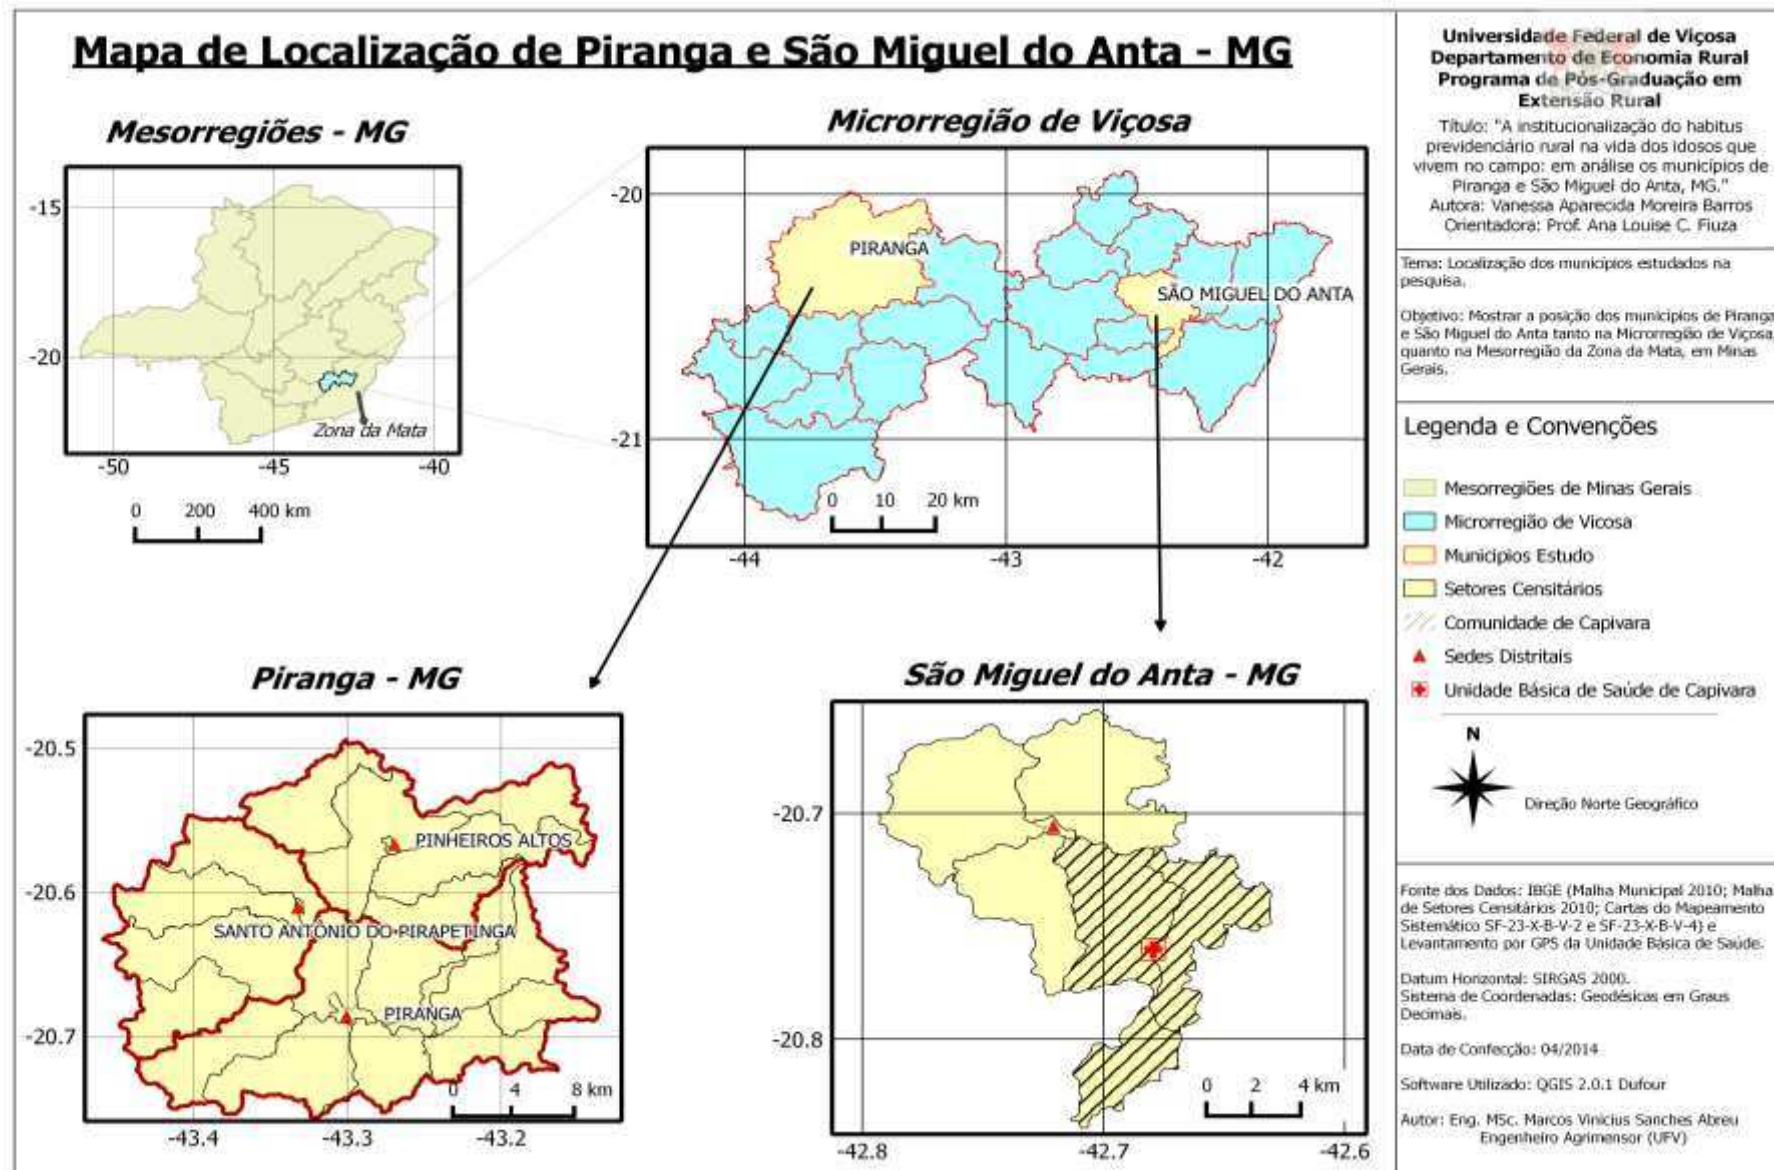 Mapa de Localização de Piranga e São Miguel do Anta - MG
Mesorregiões - MG
-15
-20
-50
-45
-40
Zona da Mata
0 200 400 km
Microrregião de Viçosa
-20
-21
PIRANGA
SÃO MIGUEL DO ANTA
0 10 20 km
-44
-43
-42
Piranga - MG
-20.5
-20.6
-20.7
PINHEIROS ALTOS
SANTO ANTÔNIO DO PIRAPETINGA
PIRANGA
0 4 8 km
-43.4
-43.3
-43.2
São Miguel do Anta - MG
-20.7
-20.8
0 2 4 km
-42.8
-42.7
-42.6
Universidade Federal de Viçosa
Departamento de Economia Rural
Programa de Pós-Graduação em
Extensão Rural
Título: "A institucionalização do habitus
previdenciário rural na vida dos idosos que
vivem no campo: em análise os municípios de
Piranga e São Miguel do Anta, MG."
Autora: Vanessa Aparecida Moreira Barros
Orientadora: Prof. Ana Louise C. Fiuza
Tema: Localização dos municípios estudados na
pesquisa.
Objetivo: Mostrar a posição dos municípios de Piranga
e São Miguel do Anta tanto na Microrregião de Viçosa,
quanto na Mesorregião da Zona da Mata, em Minas
Gerais.
Legenda e Convenções
Mesorregiões de Minas Gerais
Microrregião de Vicosa
Municipios Estudo
Setores Censitários
Comunidade de Capivara
Sedes Distritais
Unidade Básica de Saúde de Capivara
N
Direção Norte Geográfico
Fonte dos Dados: IBGE (Malha Municipal 2010; Malha
de Setores Censitários 2010; Cartas do Mapeamento
Sistemático SF-23-X-B-V-2 e SF-23-X-B-V-4) e
Levantamento por GPS da Unidade Básica de Saúde.
Datum Horizontal: SIRGAS 2000.
Sistema de Coordenadas: Geodésicas em Graus
Decimais.
Data de Confecção: 04/2014
Software Utilizado: QGIS 2.0.1 Dufour
Autor: Eng. MSc. Marcos Vinicius Sanches Abreu
Engenheiro Agrimensor (UFV)